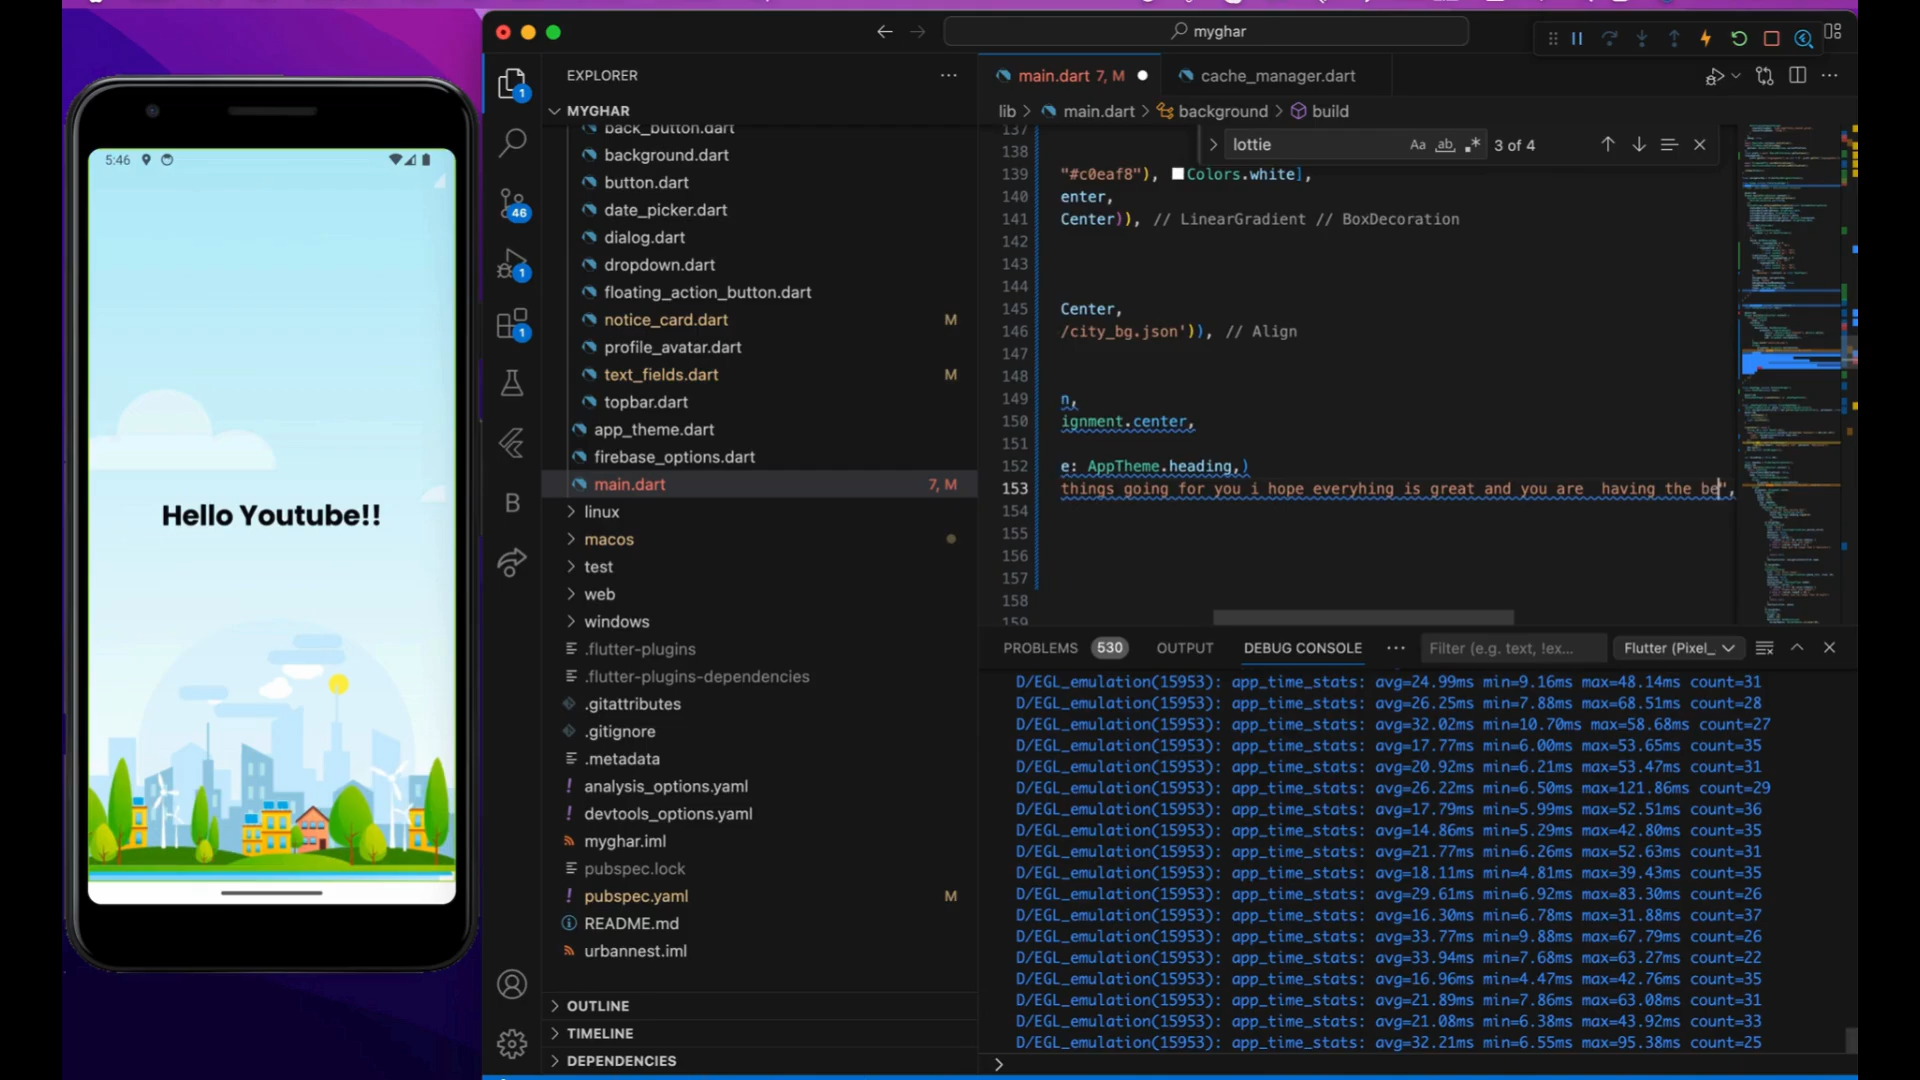 5:46
Hello Youtube!!
myghar
EXPLORER
MYGHAR
back_button.dart
background.dart
button.dart
date_picker.dart
dialog.dart
dropdown.dart
floating_action_button.dart
notice_card.dart M
profile_avatar.dart
text_fields.dart M
topbar.dart
app_theme.dart
firebase_options.dart
main.dart 7, M
linux
macos
test
web
windows
.flutter-plugins
.flutter-plugins-dependencies
.gitattributes
.gitignore
.metadata
analysis_options.yaml
devtools_options.yaml
myghar.iml
pubspec.lock
pubspec.yaml M
README.md
urbannest.iml
OUTLINE
TIMELINE
DEPENDENCIES
1
46
1
1
B
main.dart 7, M
cache_manager.dart
lib > main.dart > background > build
lottie Aa ab 3 of 4
137
138
139 "#c0eaf8"), Colors.white],
140 enter,
141 Center)), // LinearGradient // BoxDecoration
142
143
144
145 Center,
146 /city_bg.json')), // Align
147
148
149 n,
150 ignment.center,
151
152 e: AppTheme.heading,)
153 things going for you i hope everyhing is great and you are  having the be",
154
155
156
157
158
159
PROBLEMS 530 OUTPUT DEBUG CONSOLE Filter (e.g. text, !ex... Flutter (Pixel_
D/EGL_emulation(15953): app_time_stats: avg=24.99ms min=9.16ms max=48.14ms count=31
D/EGL_emulation(15953): app_time_stats: avg=26.25ms min=7.88ms max=68.51ms count=28
D/EGL_emulation(15953): app_time_stats: avg=32.02ms min=10.70ms max=58.68ms count=27
D/EGL_emulation(15953): app_time_stats: avg=17.77ms min=6.00ms max=53.65ms count=35
D/EGL_emulation(15953): app_time_stats: avg=20.92ms min=6.21ms max=53.47ms count=31
D/EGL_emulation(15953): app_time_stats: avg=26.22ms min=6.50ms max=121.86ms count=29
D/EGL_emulation(15953): app_time_stats: avg=17.79ms min=5.99ms max=52.51ms count=36
D/EGL_emulation(15953): app_time_stats: avg=14.86ms min=5.29ms max=42.80ms count=35
D/EGL_emulation(15953): app_time_stats: avg=21.77ms min=6.26ms max=52.63ms count=31
D/EGL_emulation(15953): app_time_stats: avg=18.11ms min=4.81ms max=39.43ms count=35
D/EGL_emulation(15953): app_time_stats: avg=29.61ms min=6.92ms max=83.30ms count=26
D/EGL_emulation(15953): app_time_stats: avg=16.30ms min=6.78ms max=31.88ms count=37
D/EGL_emulation(15953): app_time_stats: avg=33.77ms min=9.88ms max=67.79ms count=26
D/EGL_emulation(15953): app_time_stats: avg=33.94ms min=7.68ms max=63.27ms count=22
D/EGL_emulation(15953): app_time_stats: avg=16.96ms min=4.47ms max=42.76ms count=35
D/EGL_emulation(15953): app_time_stats: avg=21.89ms min=7.86ms max=63.08ms count=31
D/EGL_emulation(15953): app_time_stats: avg=21.08ms min=6.38ms max=43.92ms count=33
D/EGL_emulation(15953): app_time_stats: avg=32.21ms min=6.55ms max=95.38ms count=25